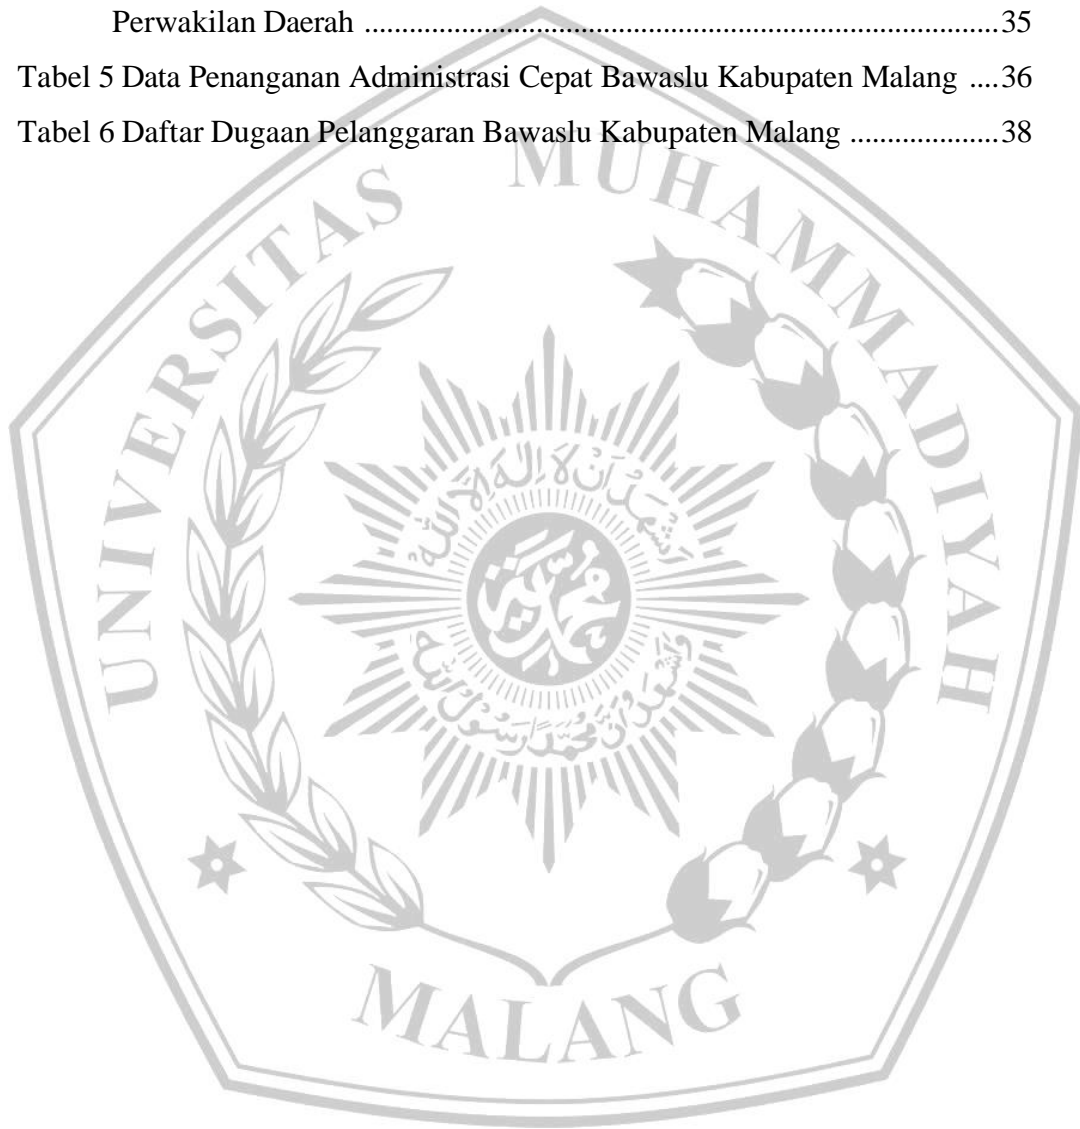 Perwakilan Daerah ....................................................................................35
Tabel 5 Data Penanganan Administrasi Cepat Bawaslu Kabupaten Malang ....36
Tabel 6 Daftar Dugaan Pelanggaran Bawaslu Kabupaten Malang ....................38
UNIVERSITAS MUHAMMADIYAH
MALANG